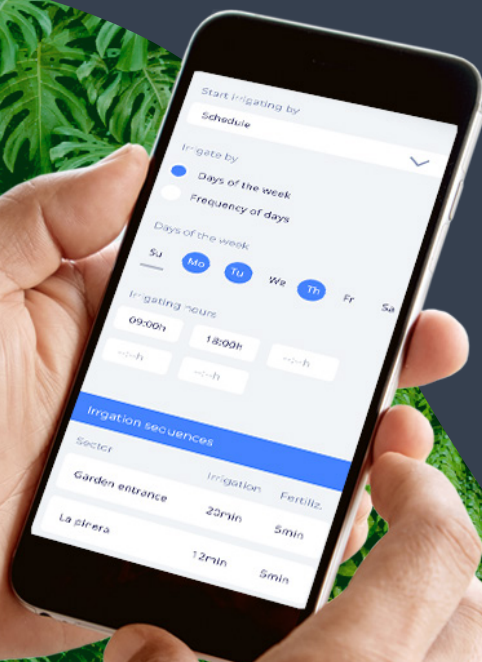 Start irrigating by
Schedule
Irrigate by
Days of the week
Frequency of days
Days of the week
Su Mo Tu We Th Fr Sa
Irrigating hours
09:00h 18:00h --:--h
--:--h --:--h
Irrgation secuences
Sector Irrigation Fertiliz.
Garden entrance 20min 5min
La pinera 12min 5min